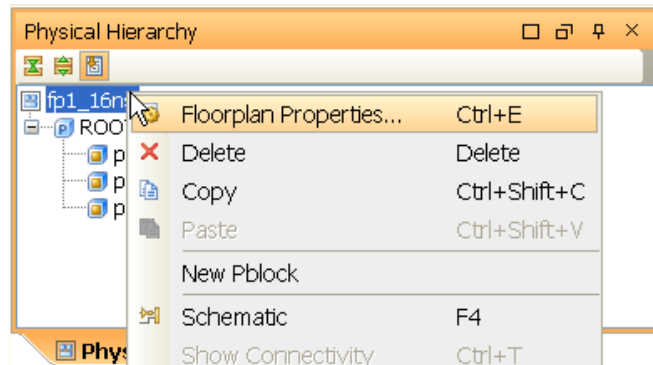 Physical Hierarchy
fp1_16ns
ROOT
p
p
p
Floorplan Properties... Ctrl+E
Delete Delete
Copy Ctrl+Shift+C
Paste Ctrl+Shift+V
New Pblock
Schematic F4
Show Connectivity Ctrl+T
Phys